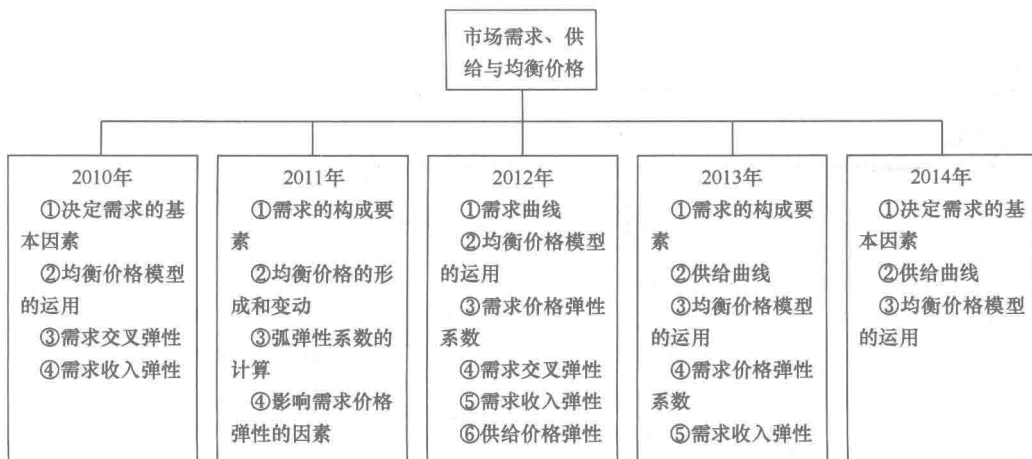 市场需求、供
给与均衡价格
2010年
①决定需求的基
本因素
②均衡价格模型
的运用
③需求交叉弹性
④需求收入弹性
2011年
①需求的构成要
素
②均衡价格的形
成和变动
③弧弹性系数的
计算
④影响需求价格
弹性的因素
2012年
①需求曲线
②均衡价格模型
的运用
③需求价格弹性
系数
④需求交叉弹性
⑤需求收入弹性
⑥供给价格弹性
2013年
①需求的构成要
素
②供给曲线
③均衡价格模型
的运用
④需求价格弹性
系数
⑤需求收入弹性
2014年
①决定需求的基
本因素
②供给曲线
③均衡价格模型
的运用